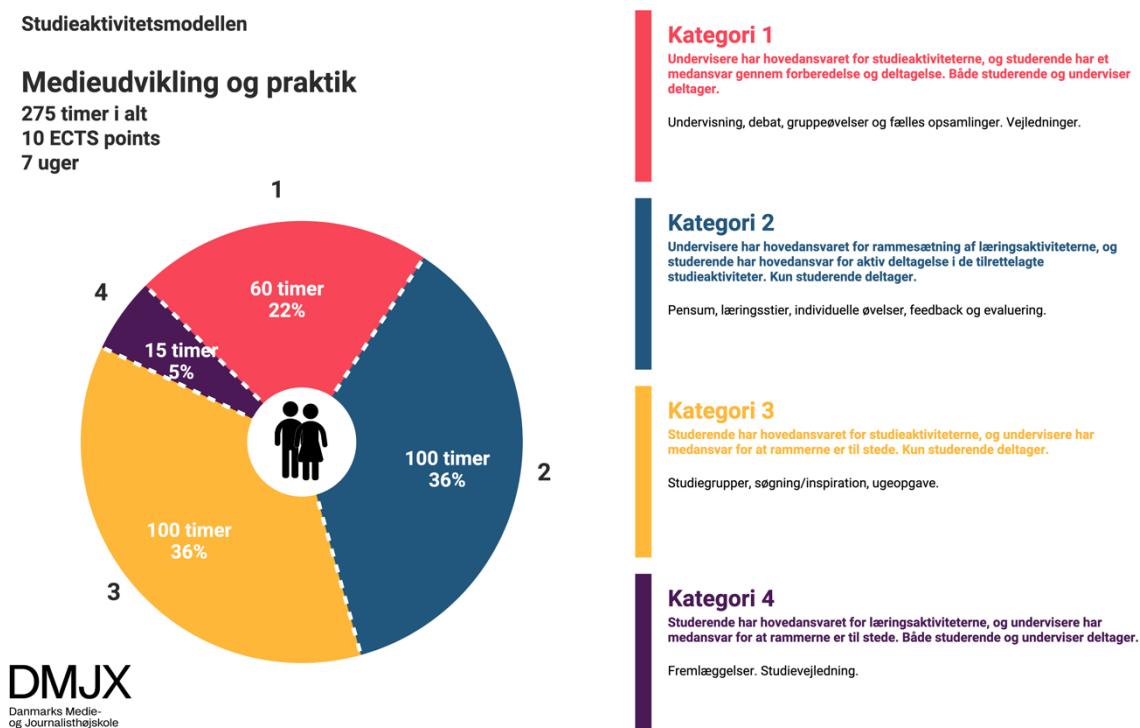 Studieaktivitetsmodellen
Medieudvikling og praktik
275 timer i alt
10 ECTS points
7 uger
1
60 timer
22%
4
15 timer
5%
100 timer
36%
2
100 timer
36%
3
DMJX
Danmarks Medie-
og Journalisthøjskole
Kategori 1
Undervisere har hovedansvaret for studieaktiviteterne, og studerende har et
medansvar gennem forberedelse og deltagelse. Både studerende og underviser
deltager.
Undervisning, debat, gruppeøvelser og fælles opsamlinger. Vejledninger.
Kategori 2
Undervisere har hovedansvaret for rammesætning af læringsaktiviteterne, og
studerende har hovedansvar for aktiv deltagelse i de tilrettelagte
studieaktiviteter. Kun studerende deltager.
Pensum, læringsstier, individuelle øvelser, feedback og evaluering.
Kategori 3
Studerende har hovedansvaret for studieaktiviteterne, og undervisere har
medansvar for at rammerne er til stede. Kun studerende deltager.
Studiegrupper, søgning/inspiration, ugeopgave.
Kategori 4
Studerende har hovedansvaret for læringsaktiviteterne, og undervisere har
medansvar for at rammerne er til stede. Både studerende og underviser deltager.
Fremlæggelser. Studievejledning.